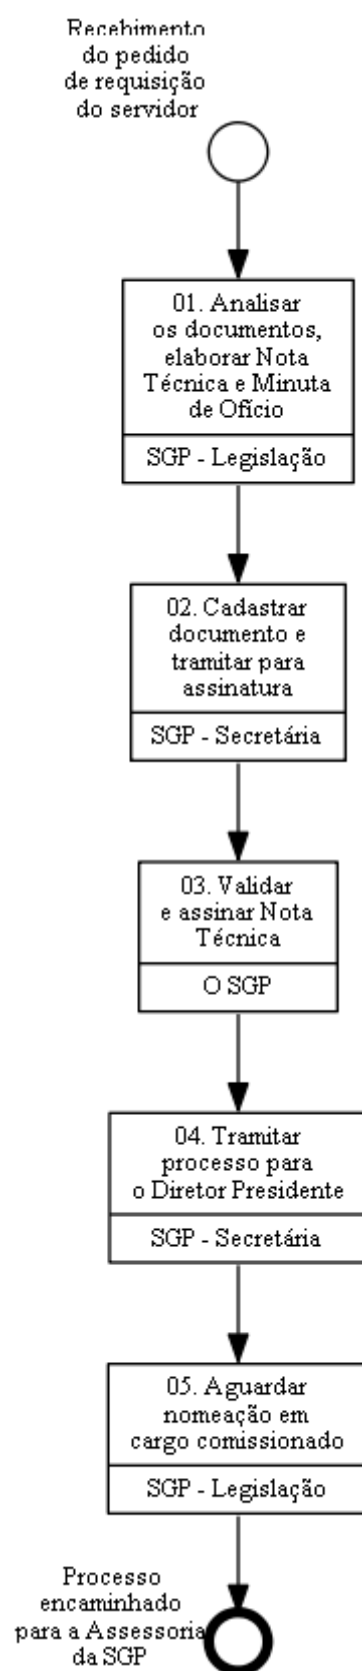 Recebimento
do pedido
de requisição
do servidor
01. Analisar
os documentos,
elaborar Nota
Técnica e Minuta
de Ofício
SGP - Legislação
02. Cadastrar
documento e
tramitar para
assinatura
SGP - Secretária
03. Validar
e assinar Nota
Técnica
O SGP
04. Tramitar
processo para
o Diretor Presidente
SGP - Secretária
05. Aguardar
nomeação em
cargo comissionado
SGP - Legislação
Processo
encaminhado
para a Assessoria
da SGP